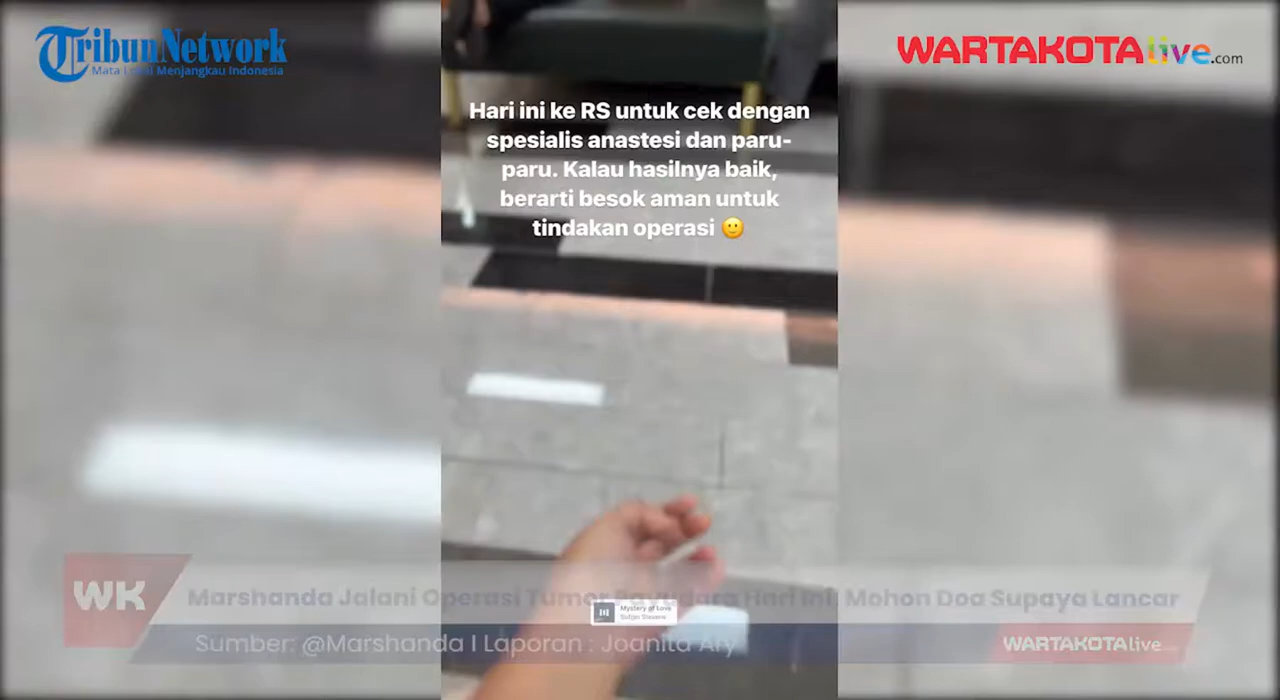 TribunNetwork
Mata Lokal Menjangkau Indonesia
WARTAKOTAlive.com
Hari ini ke RS untuk cek dengan
spesialis anastesi dan paru-
paru. Kalau hasilnya baik,
berarti besok aman untuk
tindakan operasi 🙂
Mystery of Love
Sufjan Stevens
WK
Marshanda Jalani Operasi Tumor Payudara Hari Ini, Mohon Doa Supaya Lancar
Sumber: @Marshanda I Laporan : Joanita Ary
WARTAKOTAlive